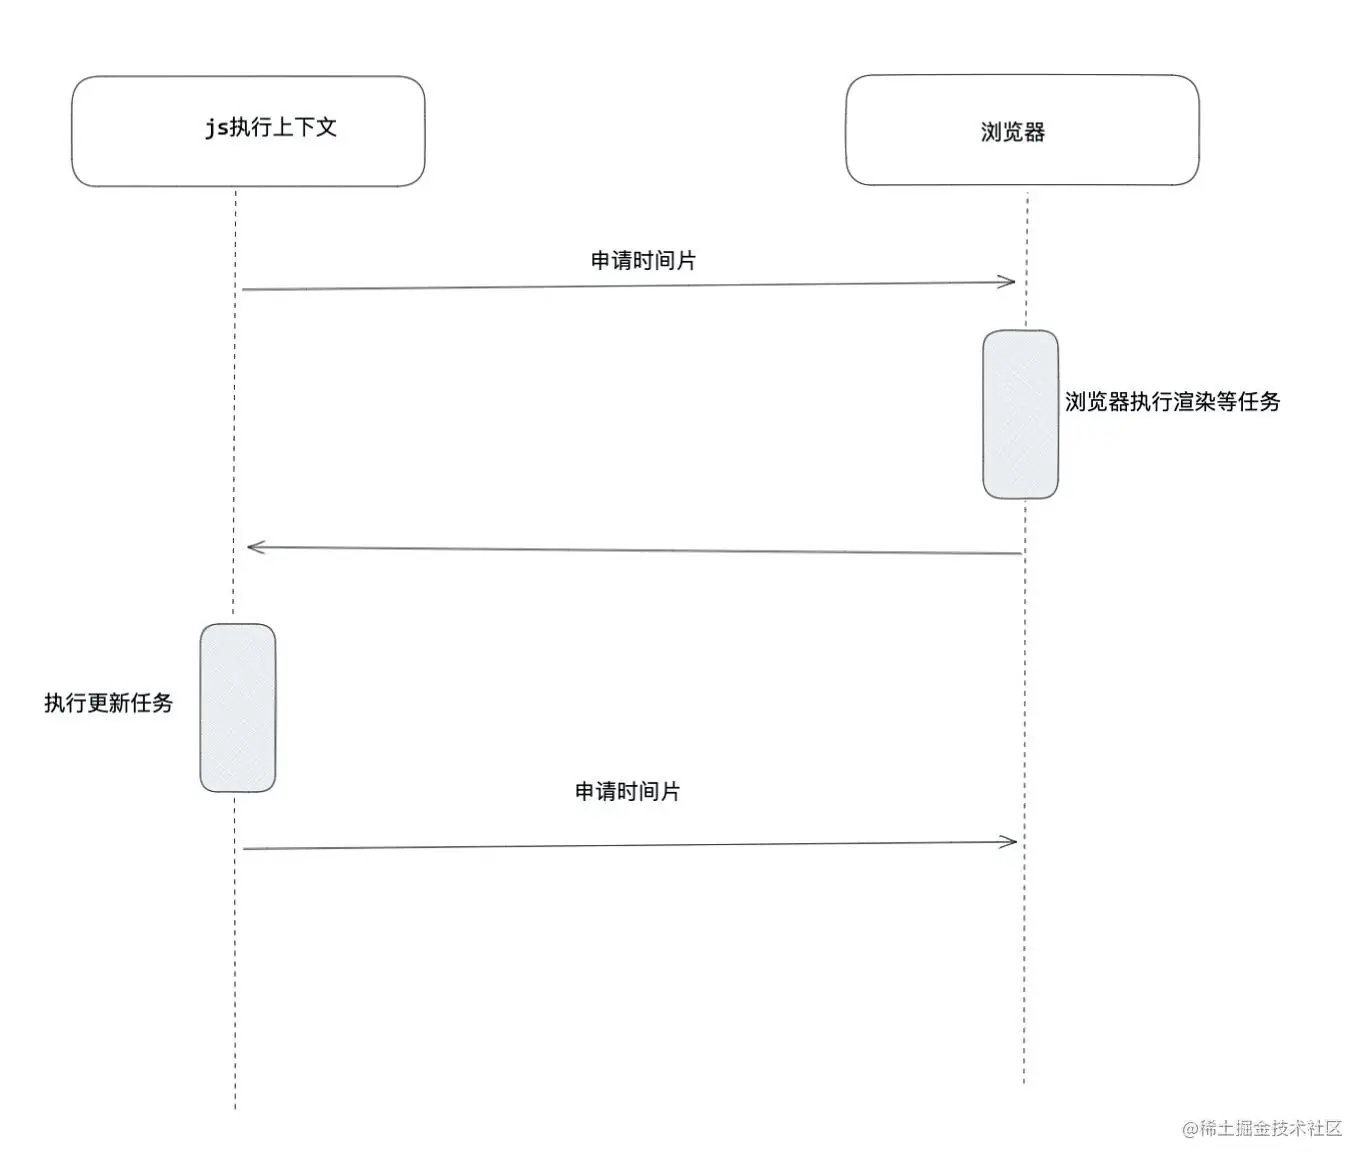 js执行上下文
浏览器
申请时间片
浏览器执行渲染等任务
执行更新任务
申请时间片
@稀土掘金技术社区